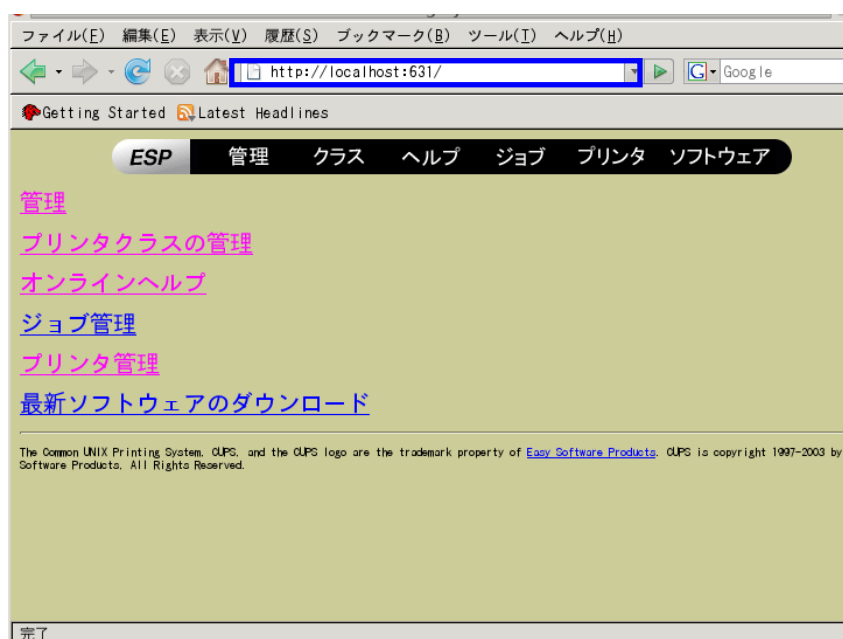 ファイル(F) 編集(E) 表示(V) 履歴(S) ブックマーク(B) ツール(T) ヘルプ(H)
http://localhost:631/ G Google
Getting Started Latest Headlines
ESP 管理 クラス ヘルプ ジョブ プリンタ ソフトウェア
管理
プリンタクラスの管理
オンラインヘルプ
ジョブ管理
プリンタ管理
最新ソフトウェアのダウンロード
The Common UNIX Printing System, CUPS, and the CUPS logo are the trademark property of Easy Software Products. CUPS is copyright 1997-2003 by
Software Products, All Rights Reserved.
完了